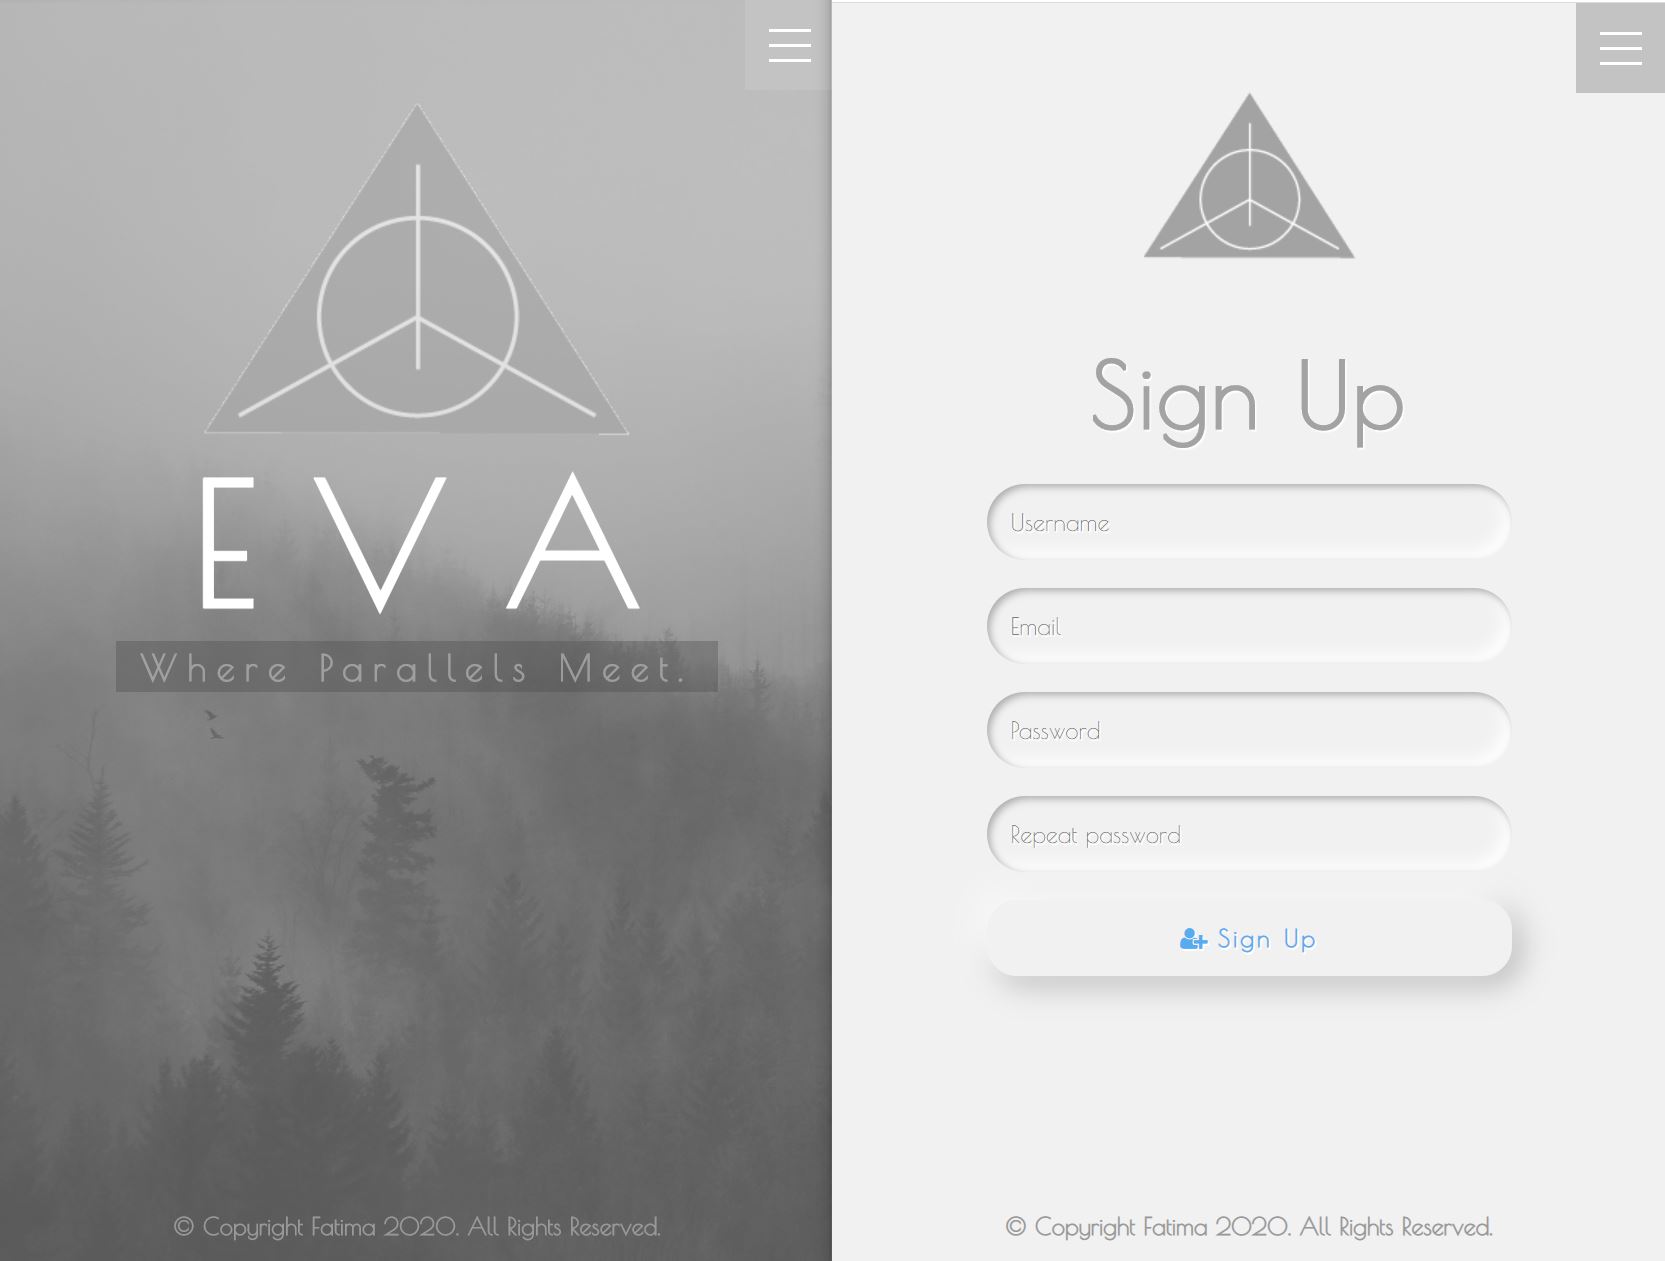 EVA
Where Parallels Meet.
© Copyright Fatima 2020. All Rights Reserved.
Sign Up
Username
Email
Password
Repeat password
Sign Up
© Copyright Fatima 2020. All Rights Reserved.